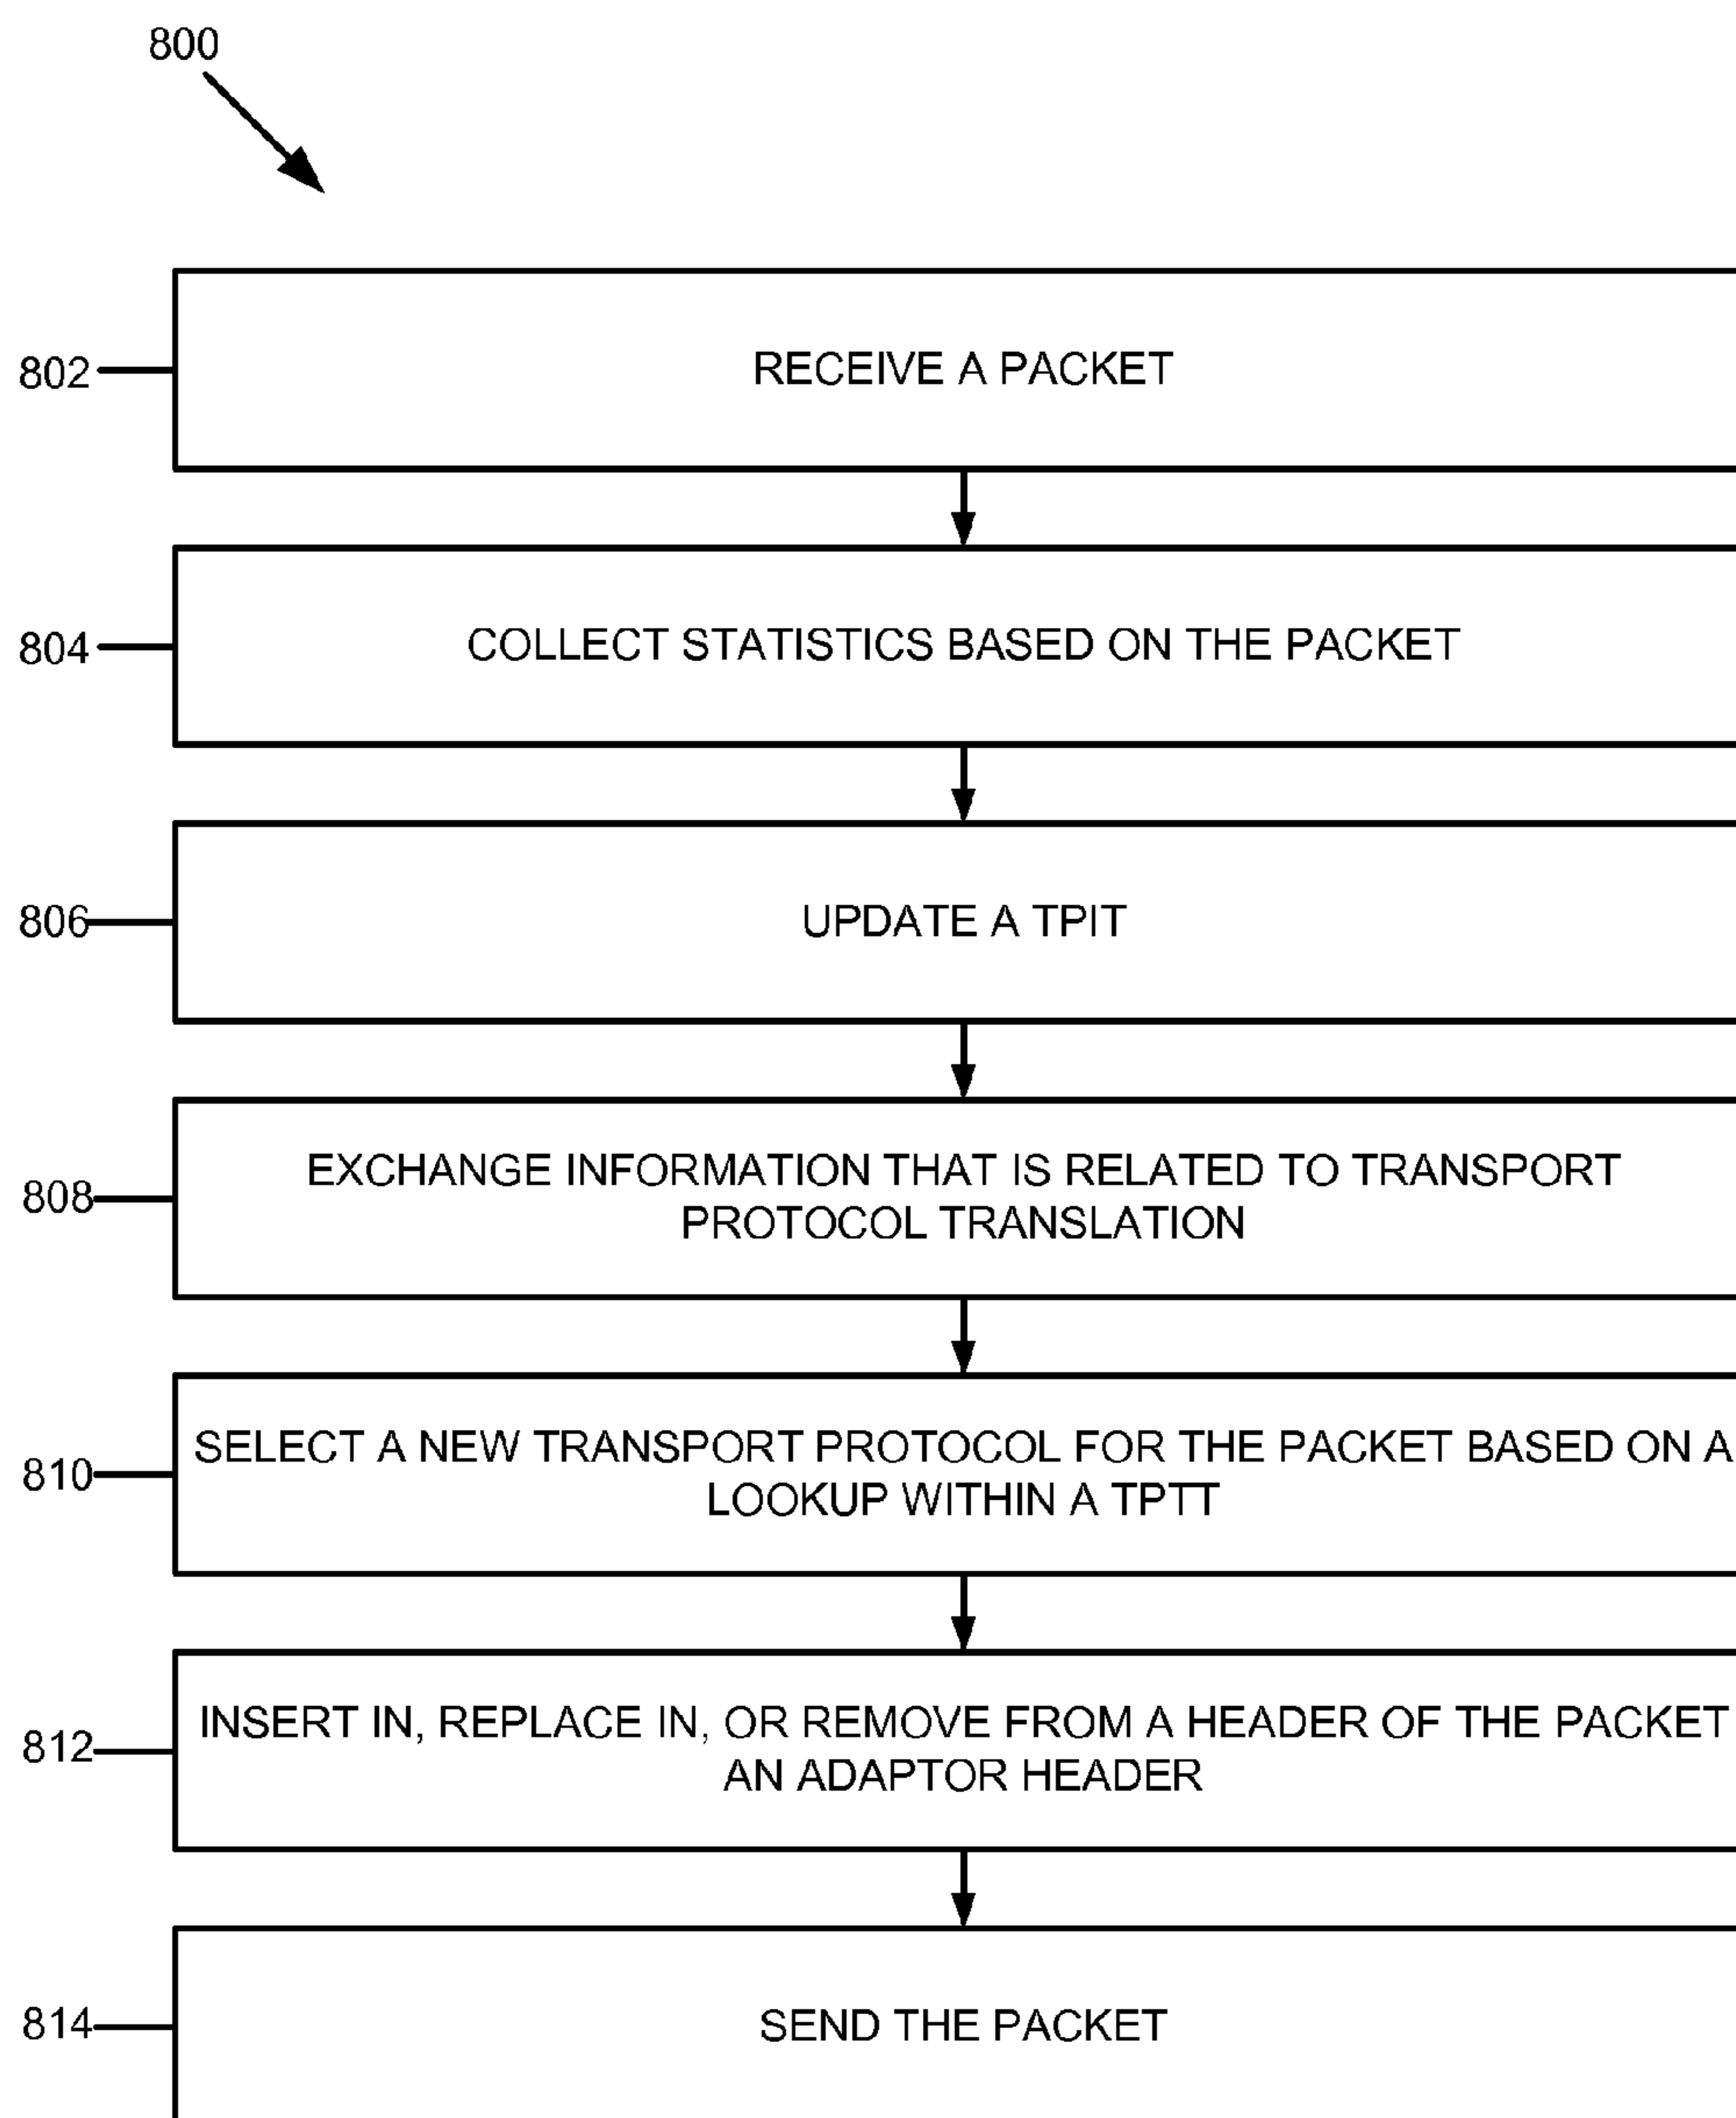 800
802
RECEIVE A PACKET
804
COLLECT STATISTICS BASED ON THE PACKET
806
UPDATE A TPIT
808
EXCHANGE INFORMATION THAT IS RELATED TO TRANSPORT
PROTOCOL TRANSLATION
810
SELECT A NEW TRANSPORT PROTOCOL FOR THE PACKET BASED ON A
LOOKUP WITHIN A TPTT
812
INSERT IN, REPLACE IN, OR REMOVE FROM A HEADER OF THE PACKET
AN ADAPTOR HEADER
814
SEND THE PACKET